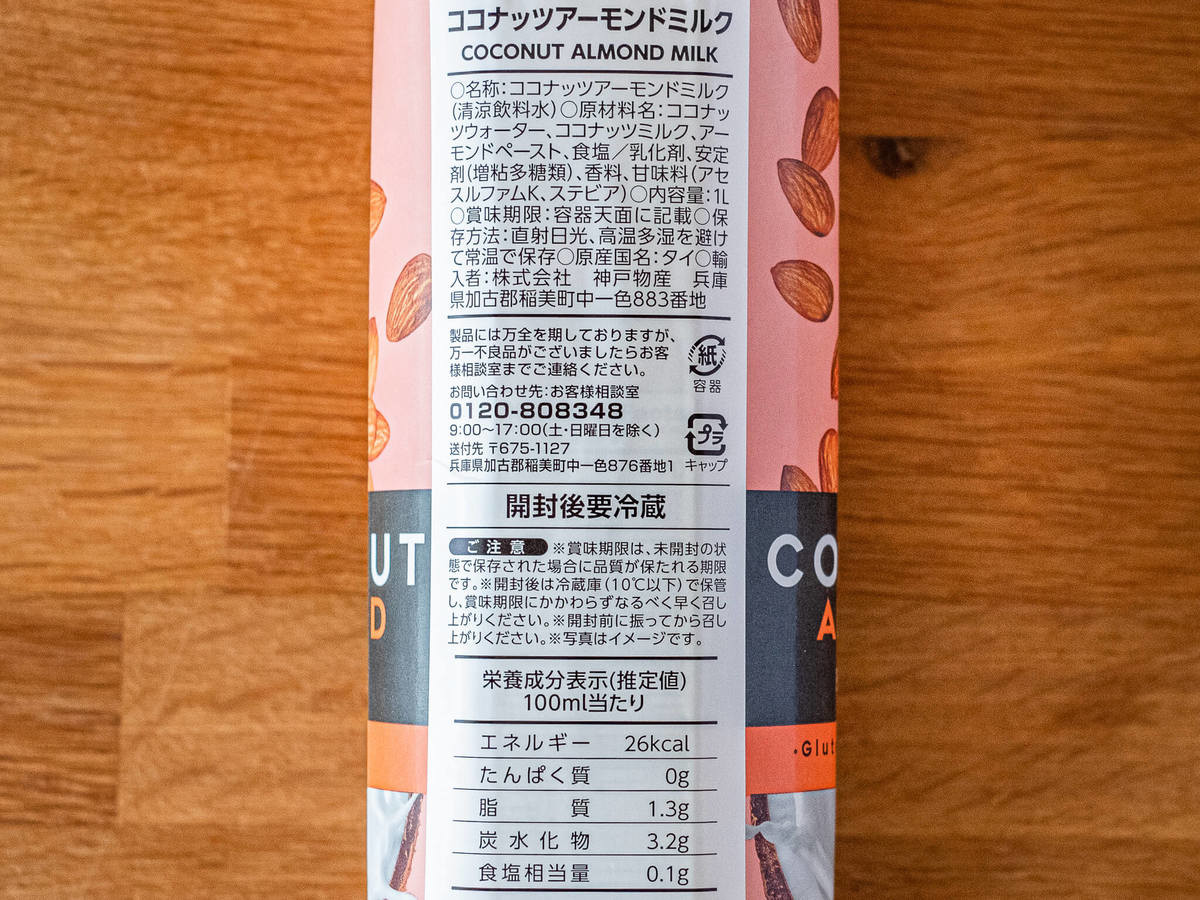 ココナッツアーモンドミルク
COCONUT ALMOND MILK
○名称：ココナッツアーモンドミルク
(清涼飲料水)○原材料名：ココナッ
ツウォーター、ココナッツミルク、アー
モンドペースト、食塩／乳化剤、安定
剤(増粘多糖類)、香料、甘味料(アセ
スルファムK、ステビア)○内容量：1L
○賞味期限：容器天面に記載○保
存方法：直射日光、高温多湿を避け
て常温で保存○原産国名：タイ○輸
入者：株式会社　神戸物産　兵庫
県加古郡稲美町中一色883番地
製品には万全を期しておりますが、
万一不良品がございましたらお客
様相談室までご連絡ください。
お問い合わせ先：お客様相談室
0120-808348
9:00～17:00(土・日曜日を除く)
送付先 〒675-1127
兵庫県加古郡稲美町中一色876番地1
紙
容器
プラ
キャップ
開封後要冷蔵
ご注意 ※賞味期限は、未開封の状
態で保存された場合に品質が保たれる期限
です。※開封後は冷蔵庫(10℃以下)で保管
し、賞味期限にかかわらずなるべく早く召し
上がりください。※開封前に振ってから召し
上がりください。※写真はイメージです。
栄養成分表示(推定値)
100ml当たり
エネルギー 26kcal
たんぱく質 0g
脂質 1.3g
炭水化物 3.2g
食塩相当量 0.1g
UT
D
CO
A
・Glut